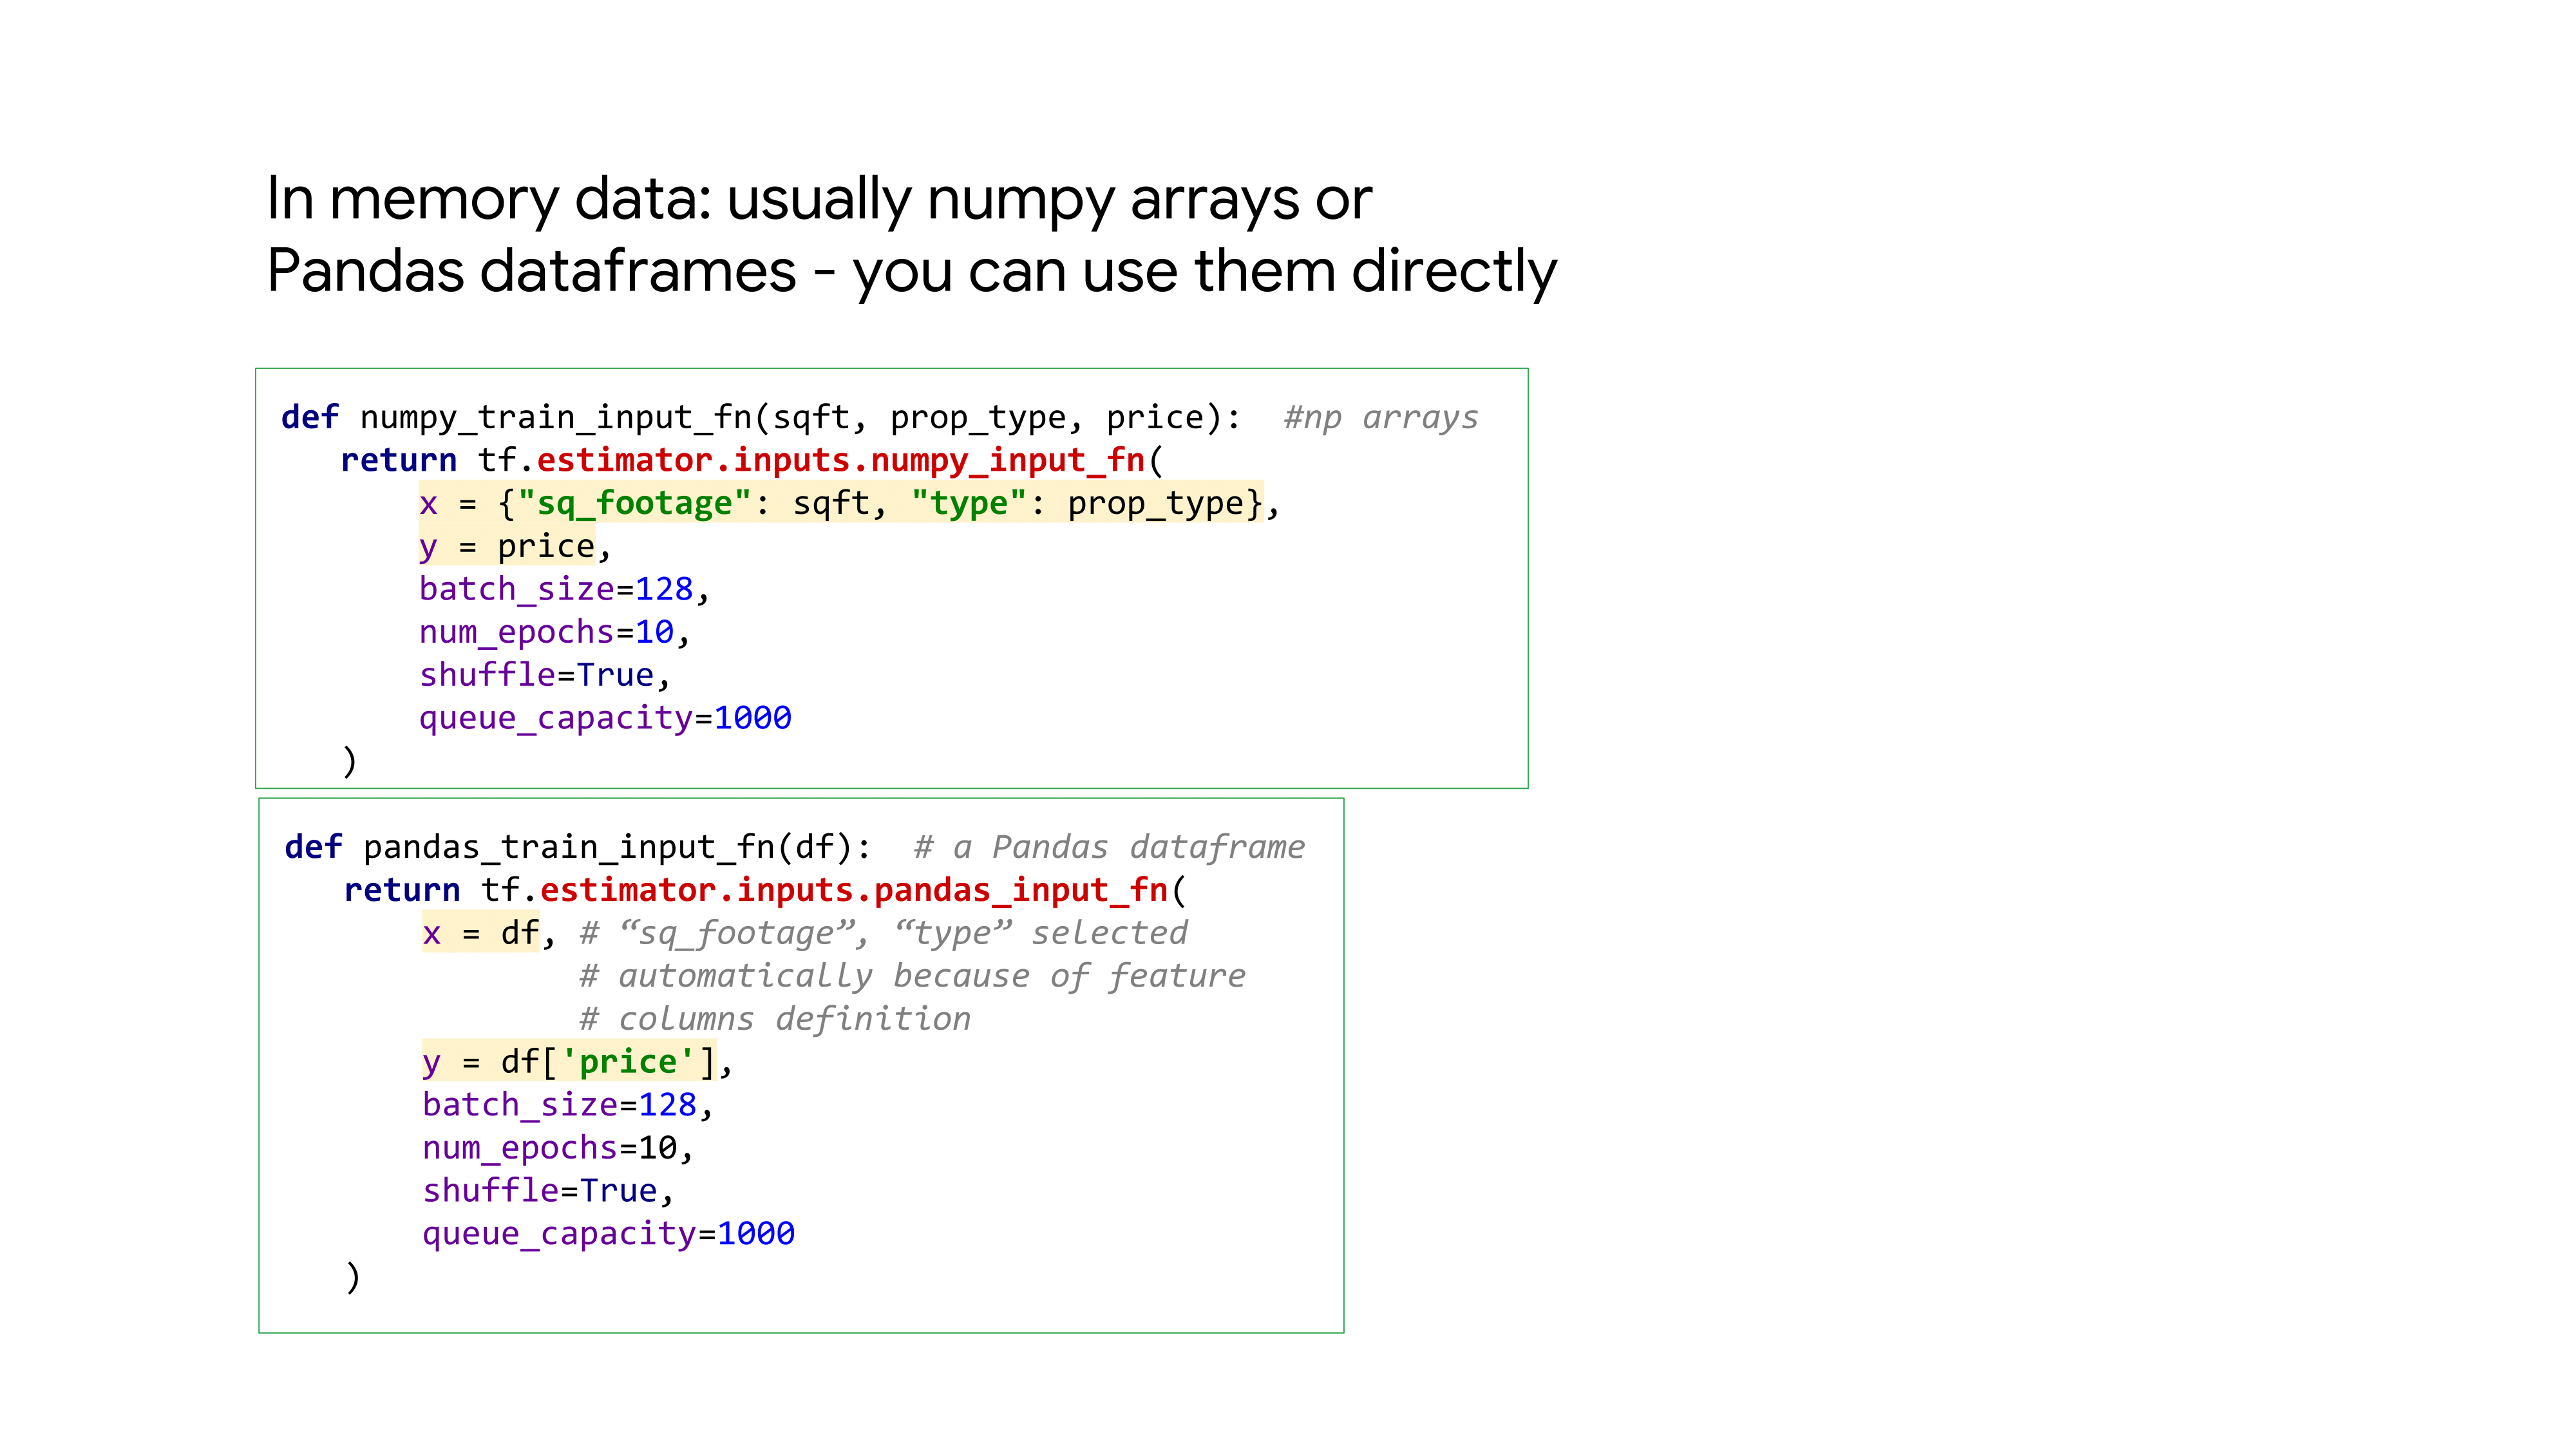 In memory data: usually numpy arrays or
Pandas dataframes - you can use them directly
def numpy_train_input_fn(sqft, prop_type, price):  #np arrays
   return tf.estimator.inputs.numpy_input_fn(
       x = {"sq_footage": sqft, "type": prop_type},
       y = price,
       batch_size=128,
       num_epochs=10,
       shuffle=True,
       queue_capacity=1000
   )
def pandas_train_input_fn(df):  # a Pandas dataframe
   return tf.estimator.inputs.pandas_input_fn(
       x = df, # “sq_footage”, “type” selected
               # automatically because of feature
               # columns definition
       y = df['price'],
       batch_size=128,
       num_epochs=10,
       shuffle=True,
       queue_capacity=1000
   )